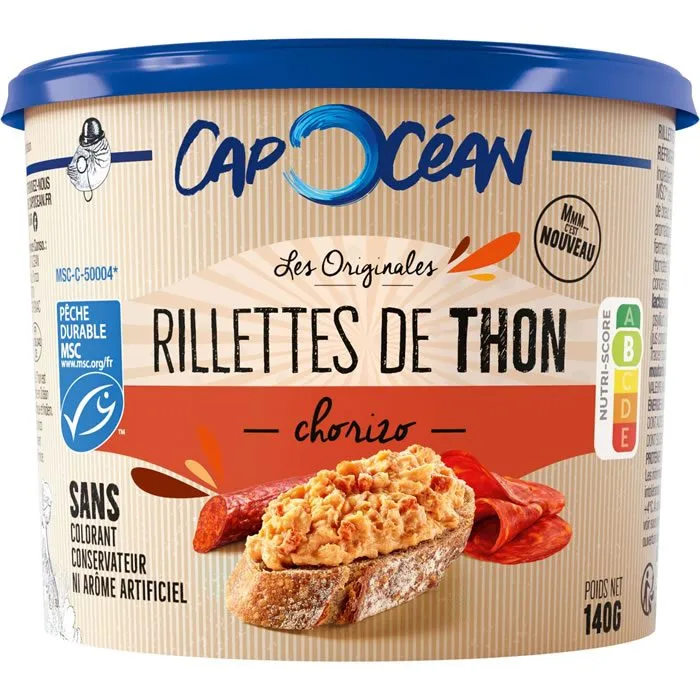 CAP OCÉAN
Mmm...
C'EST
NOUVEAU
Les Originales
MSC-C-50004*
PÊCHE
DURABLE
MSC
www.msc.org/fr
TM
RILLETTES DE THON
chorizo
NUTRI-SCORE
A
B
C
D
E
SANS
COLORANT
CONSERVATEUR
NI ARÔME ARTIFICIEL
POIDS NET
140G